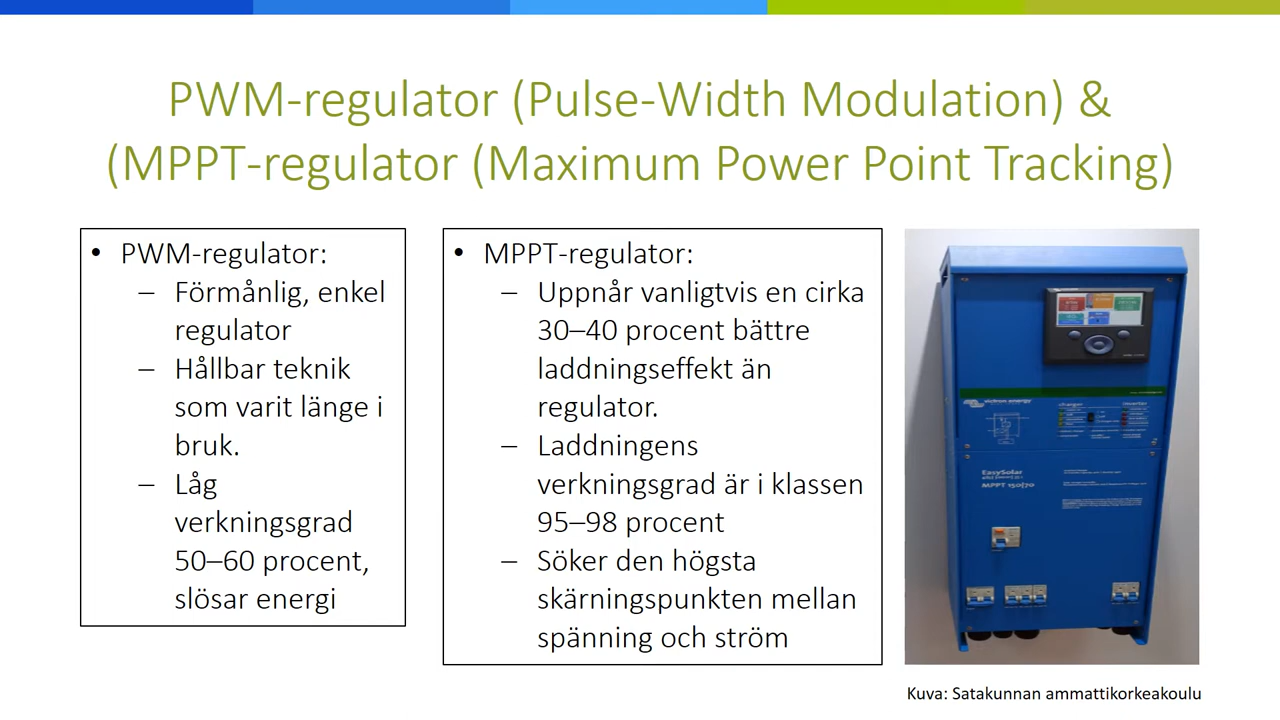 PWM-regulator (Pulse-Width Modulation) &
(MPPT-regulator (Maximum Power Point Tracking)
• PWM-regulator:
– Förmånlig, enkel
regulator
– Hållbar teknik
som varit länge i
bruk.
– Låg
verkningsgrad
50–60 procent,
slösar energi
• MPPT-regulator:
– Uppnår vanligtvis en cirka
30–40 procent bättre
laddningseffekt än
regulator.
– Laddningens
verkningsgrad är i klassen
95–98 procent
– Söker den högsta
skärningspunkten mellan
spänning och ström
victron energy
charger
inverter
EasySolar
MPPT 150/70
Kuva: Satakunnan ammattikorkeakoulu